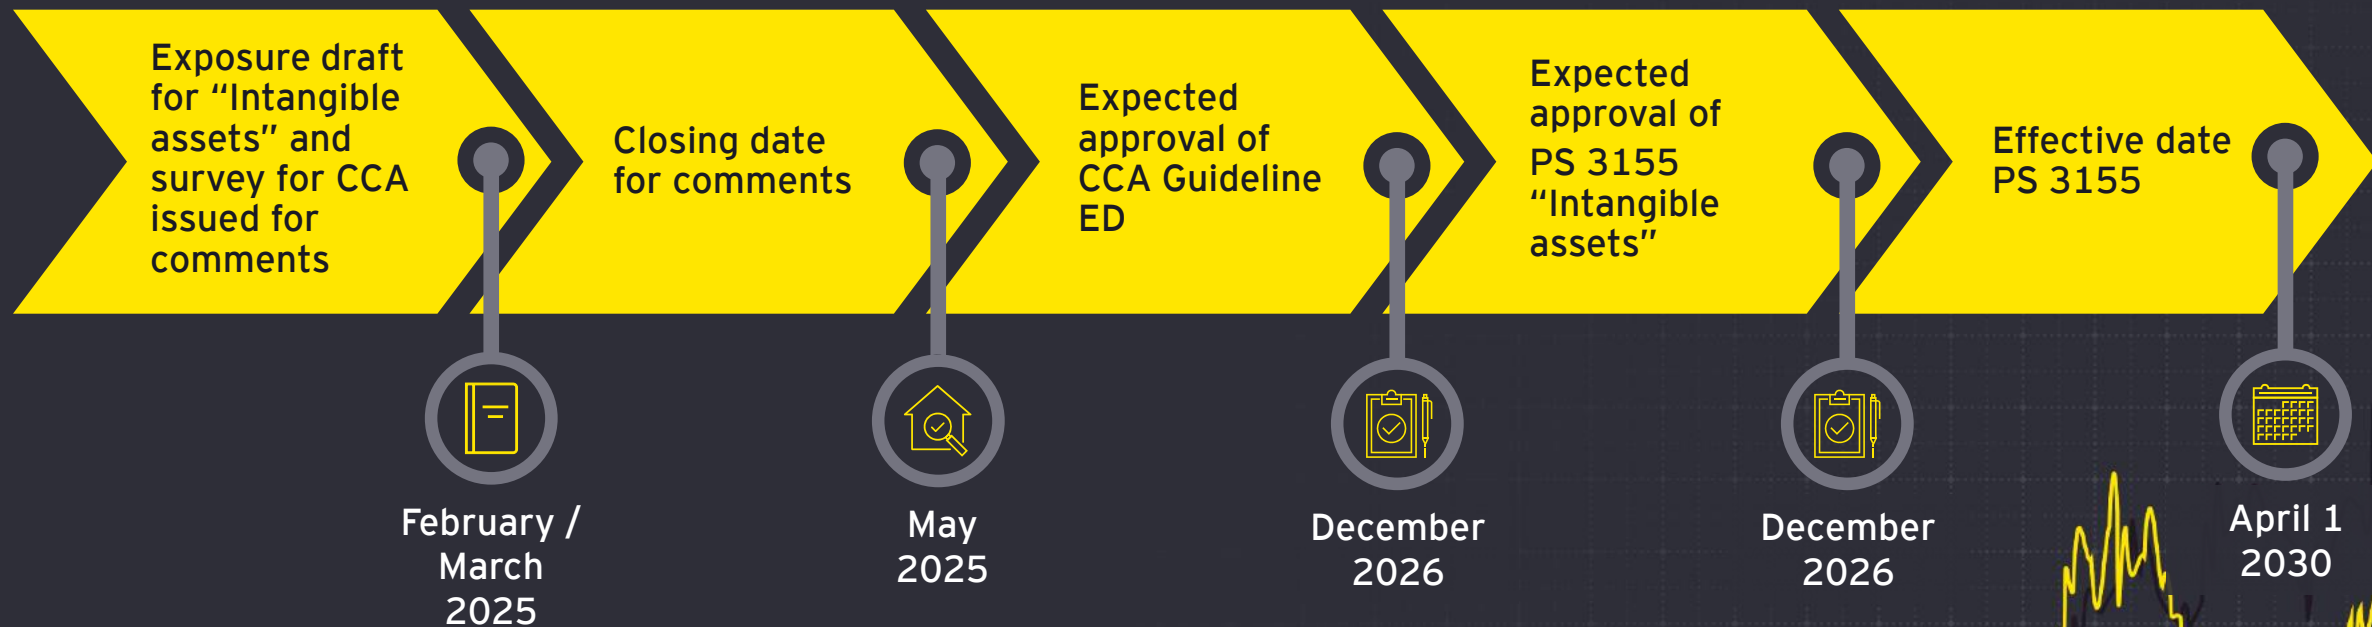 Exposure draft
for “Intangible
assets” and
survey for CCA
issued for
comments
Closing date
for comments
Expected
approval of
CCA Guideline
ED
Expected
approval of
PS 3155
“Intangible
assets”
Effective date
PS 3155
February /
March
2025
May
2025
December
2026
December
2026
April 1
2030